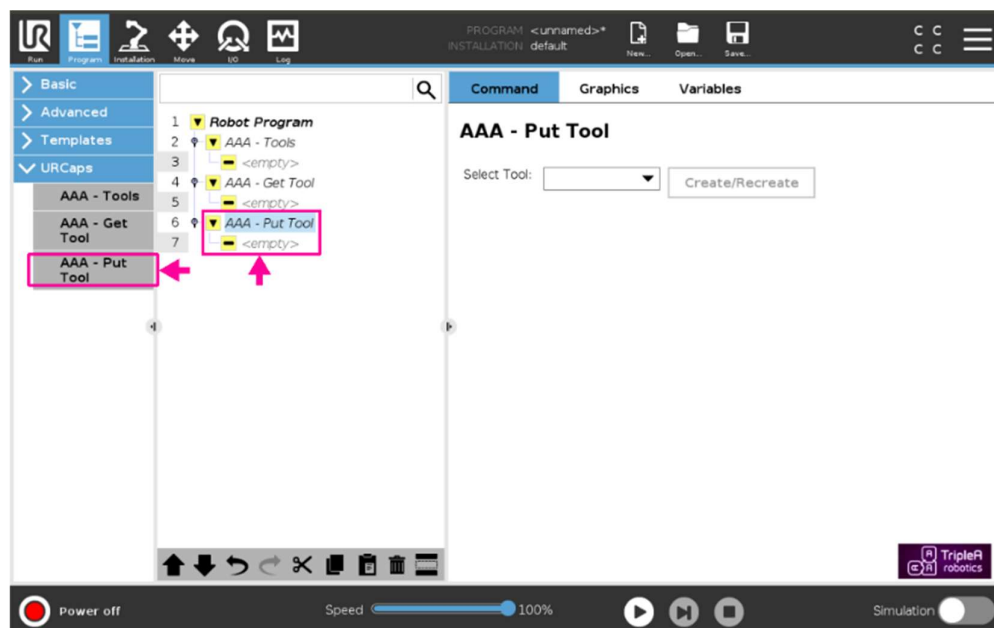 UR
Run
Program
Installation
Move
I/O
Log
PROGRAM <unnamed>*
INSTALLATION default
New...
Open...
Save...
C C
C C
Basic
Advanced
Templates
URCaps
AAA - Tools
AAA - Get
Tool
AAA - Put
Tool
1 Robot Program
2 AAA - Tools
3 <empty>
4 AAA - Get Tool
5 <empty>
6 AAA - Put Tool
7 <empty>
Command Graphics Variables
AAA - Put Tool
Select Tool: Create/Recreate
A TripleA
A A robotics
Power off
Speed 100%
Simulation